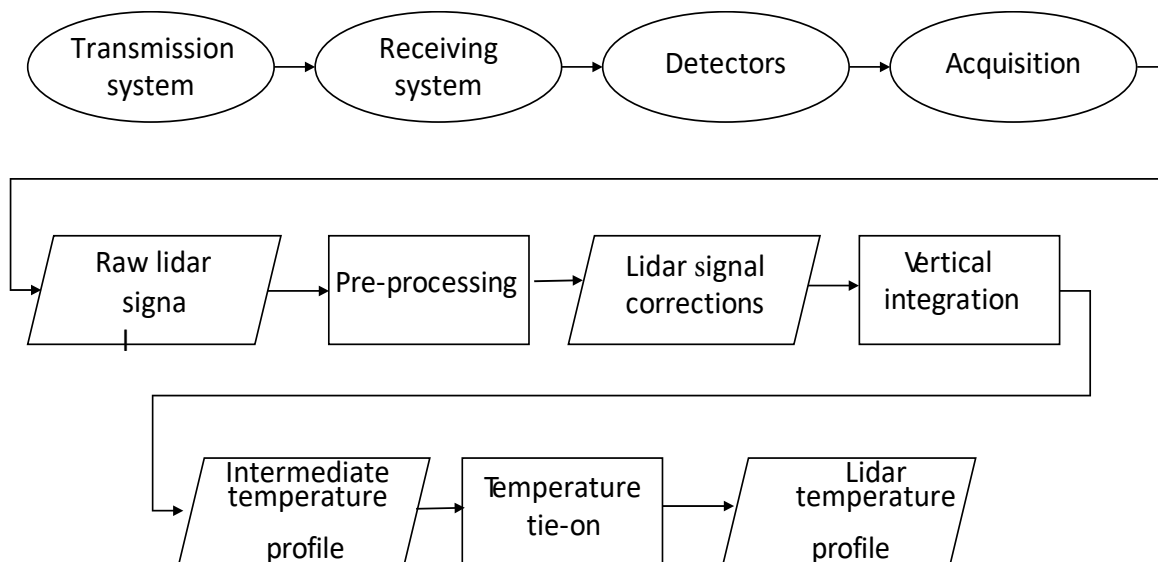 Transmission
system
Receiving
system
Detectors
Acquisition
Raw lidar
signal
Pre-processing
Lidar signal
corrections
Vertical
integration
Intermediate
temperature
profile
Temperature
tie-on
Lidar
temperature
profile